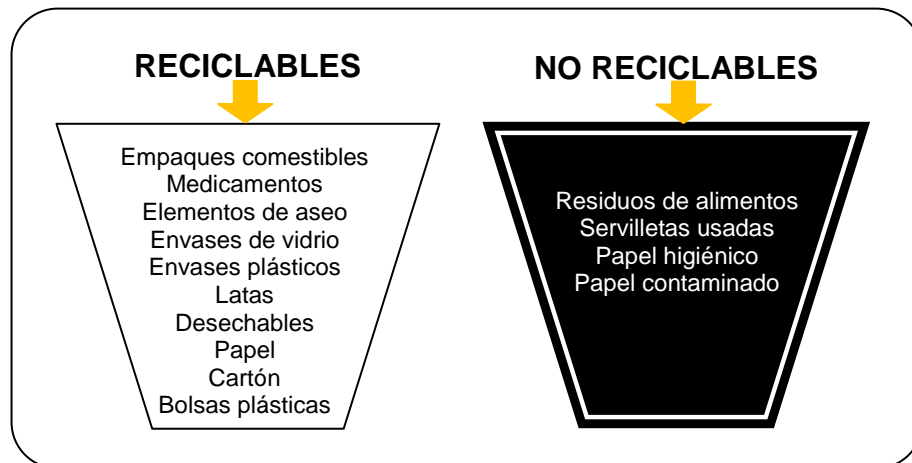 RECICLABLES
Empaques comestibles
Medicamentos
Elementos de aseo
Envases de vidrio
Envases plásticos
Latas
Desechables
Papel
Cartón
Bolsas plásticas
NO RECICLABLES
Residuos de alimentos
Servilletas usadas
Papel higiénico
Papel contaminado